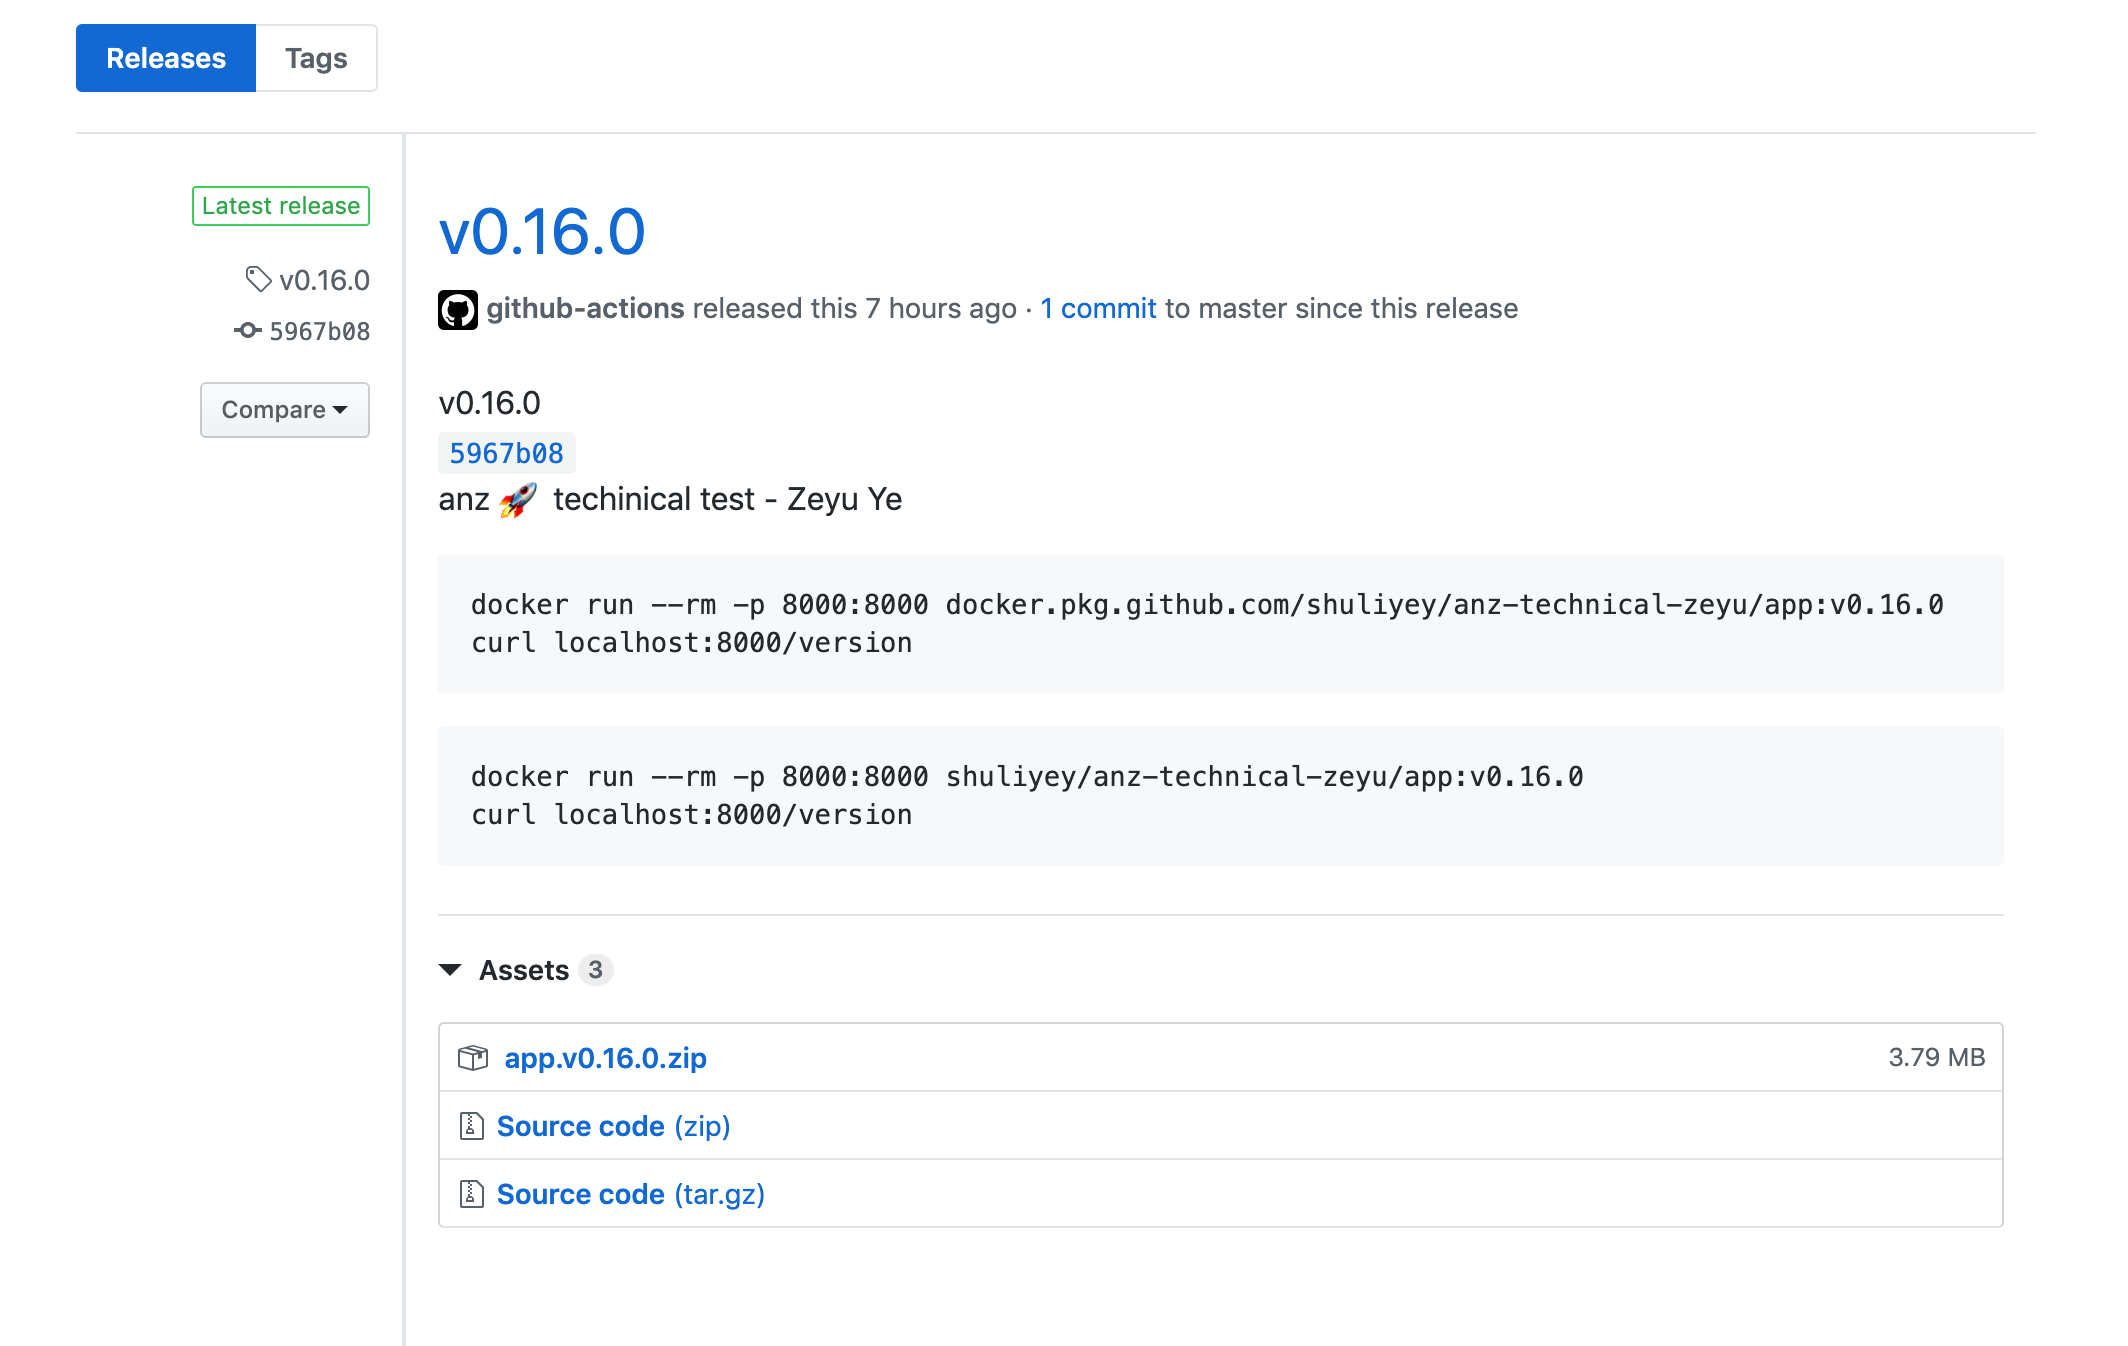 Releases Tags
Latest release
v0.16.0
5967b08
Compare
v0.16.0
github-actions released this 7 hours ago · 1 commit to master since this release
v0.16.0
5967b08
anz 🚀 techinical test - Zeyu Ye
docker run --rm -p 8000:8000 docker.pkg.github.com/shuliyey/anz-technical-zeyu/app:v0.16.0
curl localhost:8000/version
docker run --rm -p 8000:8000 shuliyey/anz-technical-zeyu/app:v0.16.0
curl localhost:8000/version
Assets 3
app.v0.16.0.zip 3.79 MB
Source code (zip)
Source code (tar.gz)